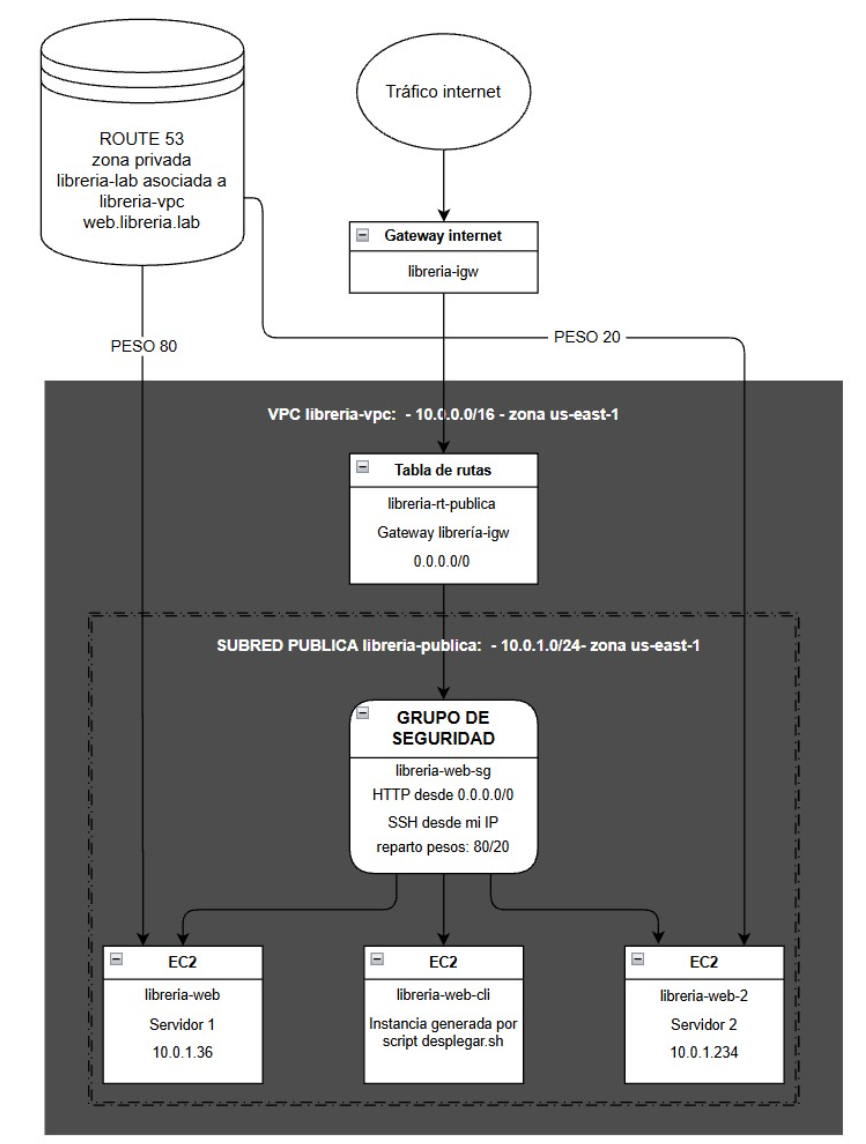 ROUTE 53
zona privada
libreria-lab asociada a
libreria-vpc
web.libreria.lab
Tráfico internet
Gateway internet
libreria-igw
PESO 80
PESO 20
VPC libreria-vpc:  - 10.0.0.0/16 - zona us-east-1
Tabla de rutas
libreria-rt-publica
Gateway librería-igw
0.0.0.0/0
SUBRED PUBLICA libreria-publica:  - 10.0.1.0/24- zona us-east-1
GRUPO DE
SEGURIDAD
libreria-web-sg
HTTP desde 0.0.0.0/0
SSH desde mi IP
reparto pesos: 80/20
EC2
libreria-web
Servidor 1
10.0.1.36
EC2
libreria-web-cli
Instancia generada por
script desplegar.sh
EC2
libreria-web-2
Servidor 2
10.0.1.234